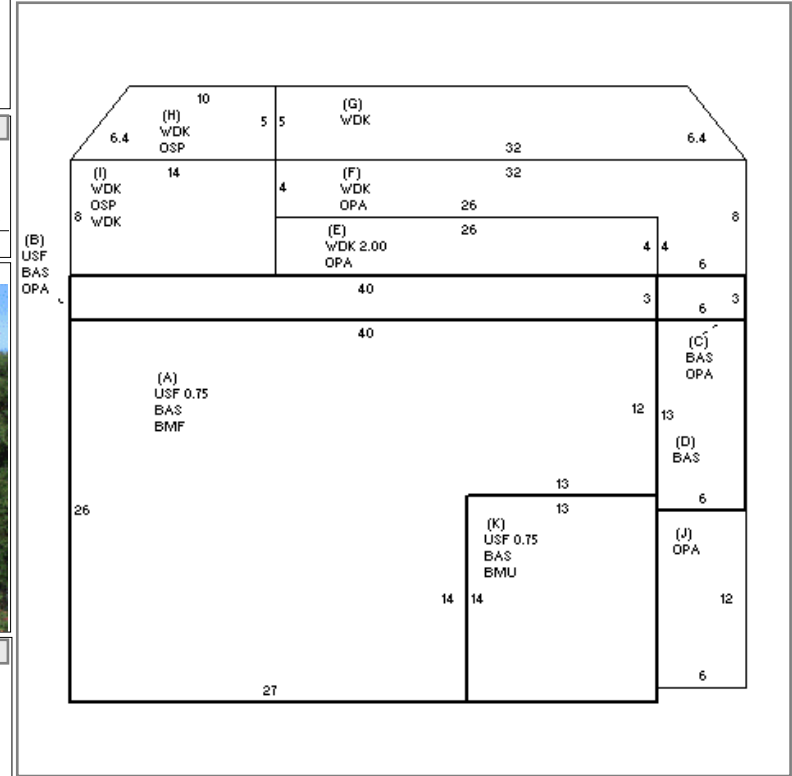 10
(H)
WDK
OSP
5
5
(G)
WDK
6.4
32
6.4
(I)
WDK
OSP
WDK
14
8
4
(F)
WDK
OPA
32
26
8
(B)
USF
BAS
OPA
(E)
WDK 2.00
OPA
26
4
4
6
40
3
6
3
40
(A)
USF 0.75
BAS
BMF
(C)
BAS
OPA
12
13
(D)
BAS
26
13
13
6
(K)
USF 0.75
BAS
BMU
(J)
OPA
14
14
12
27
6